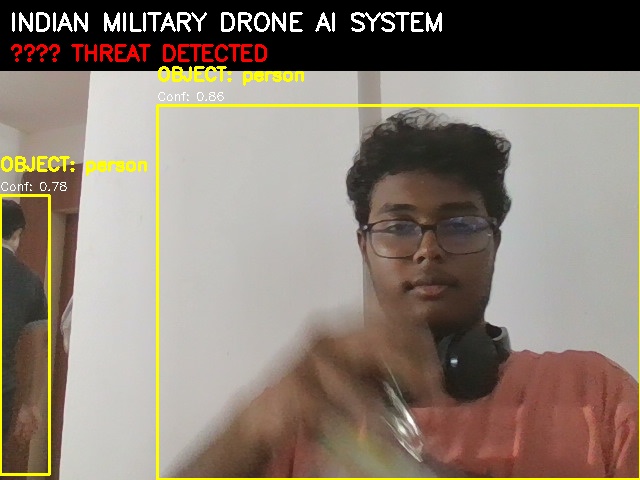 INDIAN MILITARY DRONE AI SYSTEM
???? THREAT DETECTED
OBJECT: person
Conf: 0.86
OBJECT: person
Conf: 0.78